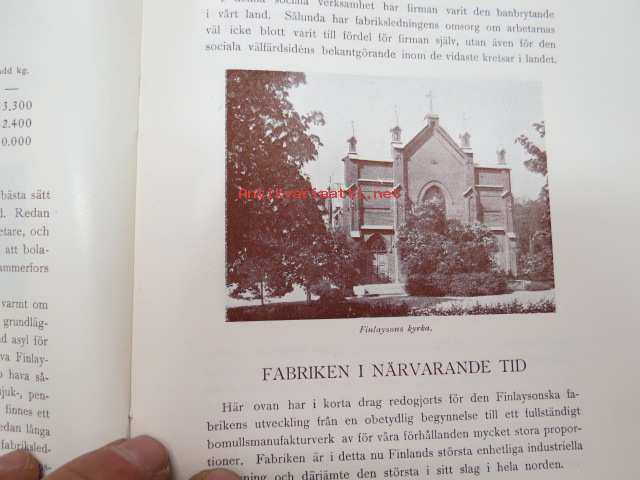 dd kg.
—
3,300
2.400
0.000
bästa sätt
d. Redan
etare, och
att bola-
ammerfors
varmt om
grundläg-
d asyl för
va Finlay-
hava så-
juk-, pen-
finnes ett
edan långa
fabriksled-
sociala verksamhet har firman varit den banbrytande
i vårt land. Sålunda har fabriksledningens omsorg om arbetarnas
väl icke blott varit till fördel för firman själv, utan även för den
sociala välfärdsidéns bekantgörande inom de vidaste kretsar i landet.
Finlaysons kyrka.
FABRIKEN I NÄRVARANDE TID
Här ovan har i korta drag redogjorts för den Finlaysonska fa-
brikens utveckling från en obetydlig begynnelse till ett fullständigt
bomullsmanufakturverk av för våra förhållanden mycket stora propor-
tioner. Fabriken är i detta nu Finlands största enhetliga industriella
ning och därjämte den största i sitt slag i hela norden.